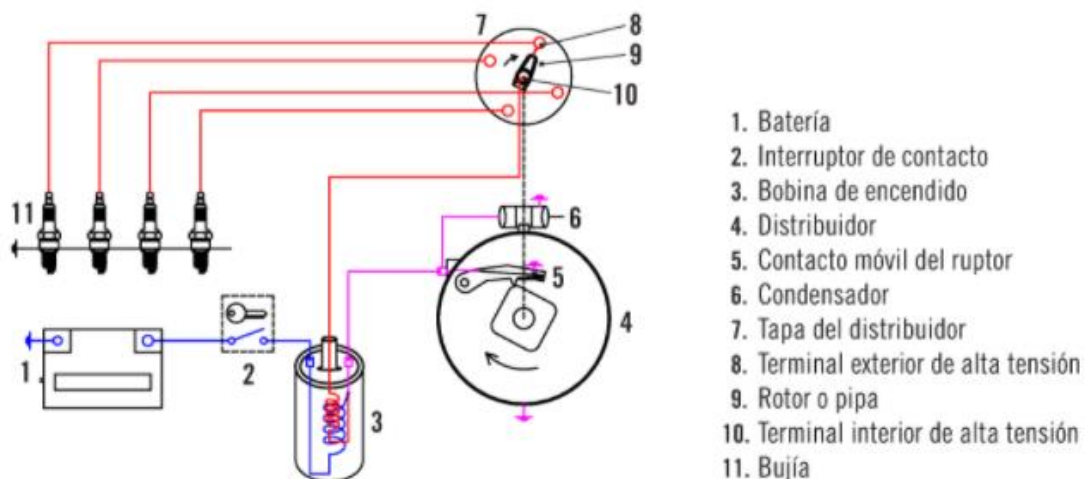 7
8
9
10
11
6
5
4
1
2
3
1. Batería
2. Interruptor de contacto
3. Bobina de encendido
4. Distribuidor
5. Contacto móvil del ruptor
6. Condensador
7. Tapa del distribuidor
8. Terminal exterior de alta tensión
9. Rotor o pipa
10. Terminal interior de alta tensión
11. Bujía